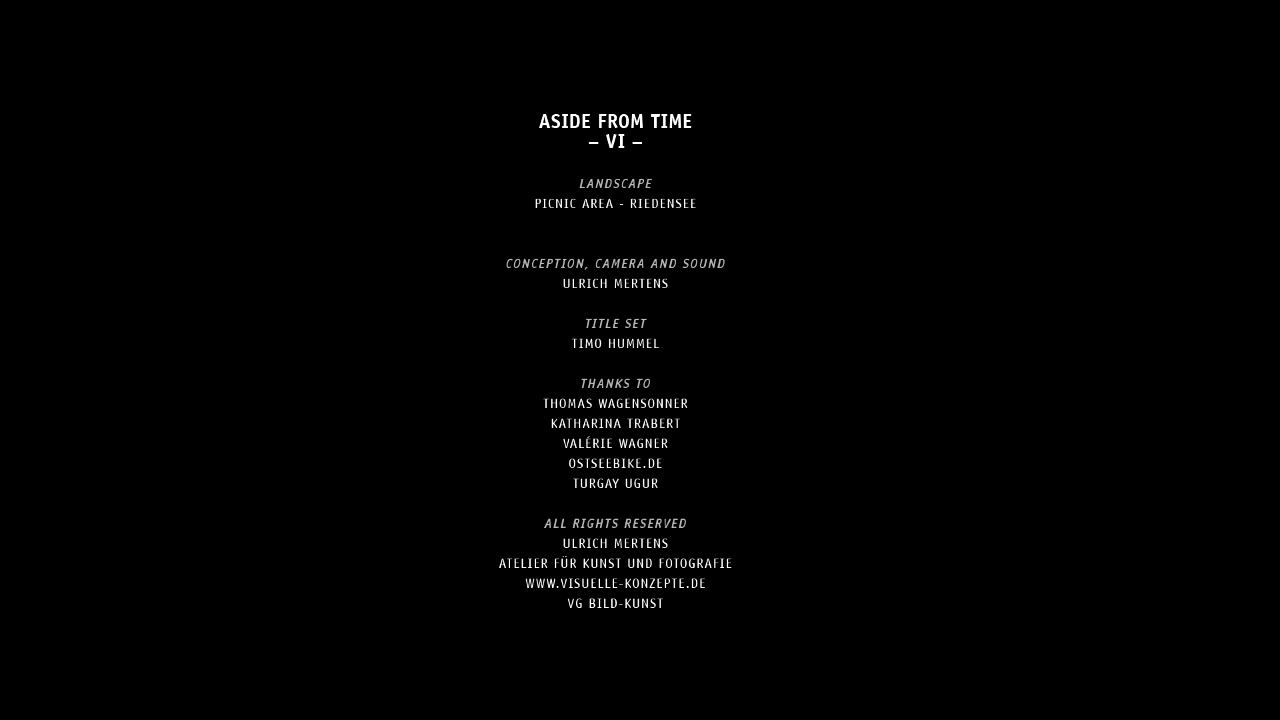 ASIDE FROM TIME
– VI –
LANDSCAPE
PICNIC AREA - RIEDENSEE
CONCEPTION, CAMERA AND SOUND
ULRICH MERTENS
TITLE SET
TIMO HUMMEL
THANKS TO
THOMAS WAGENSONNER
KATHARINA TRABERT
VALÉRIE WAGNER
OSTSEEBIKE.DE
TURGAY UGUR
ALL RIGHTS RESERVED
ULRICH MERTENS
ATELIER FÜR KUNST UND FOTOGRAFIE
WWW.VISUELLE-KONZEPTE.DE
VG BILD-KUNST